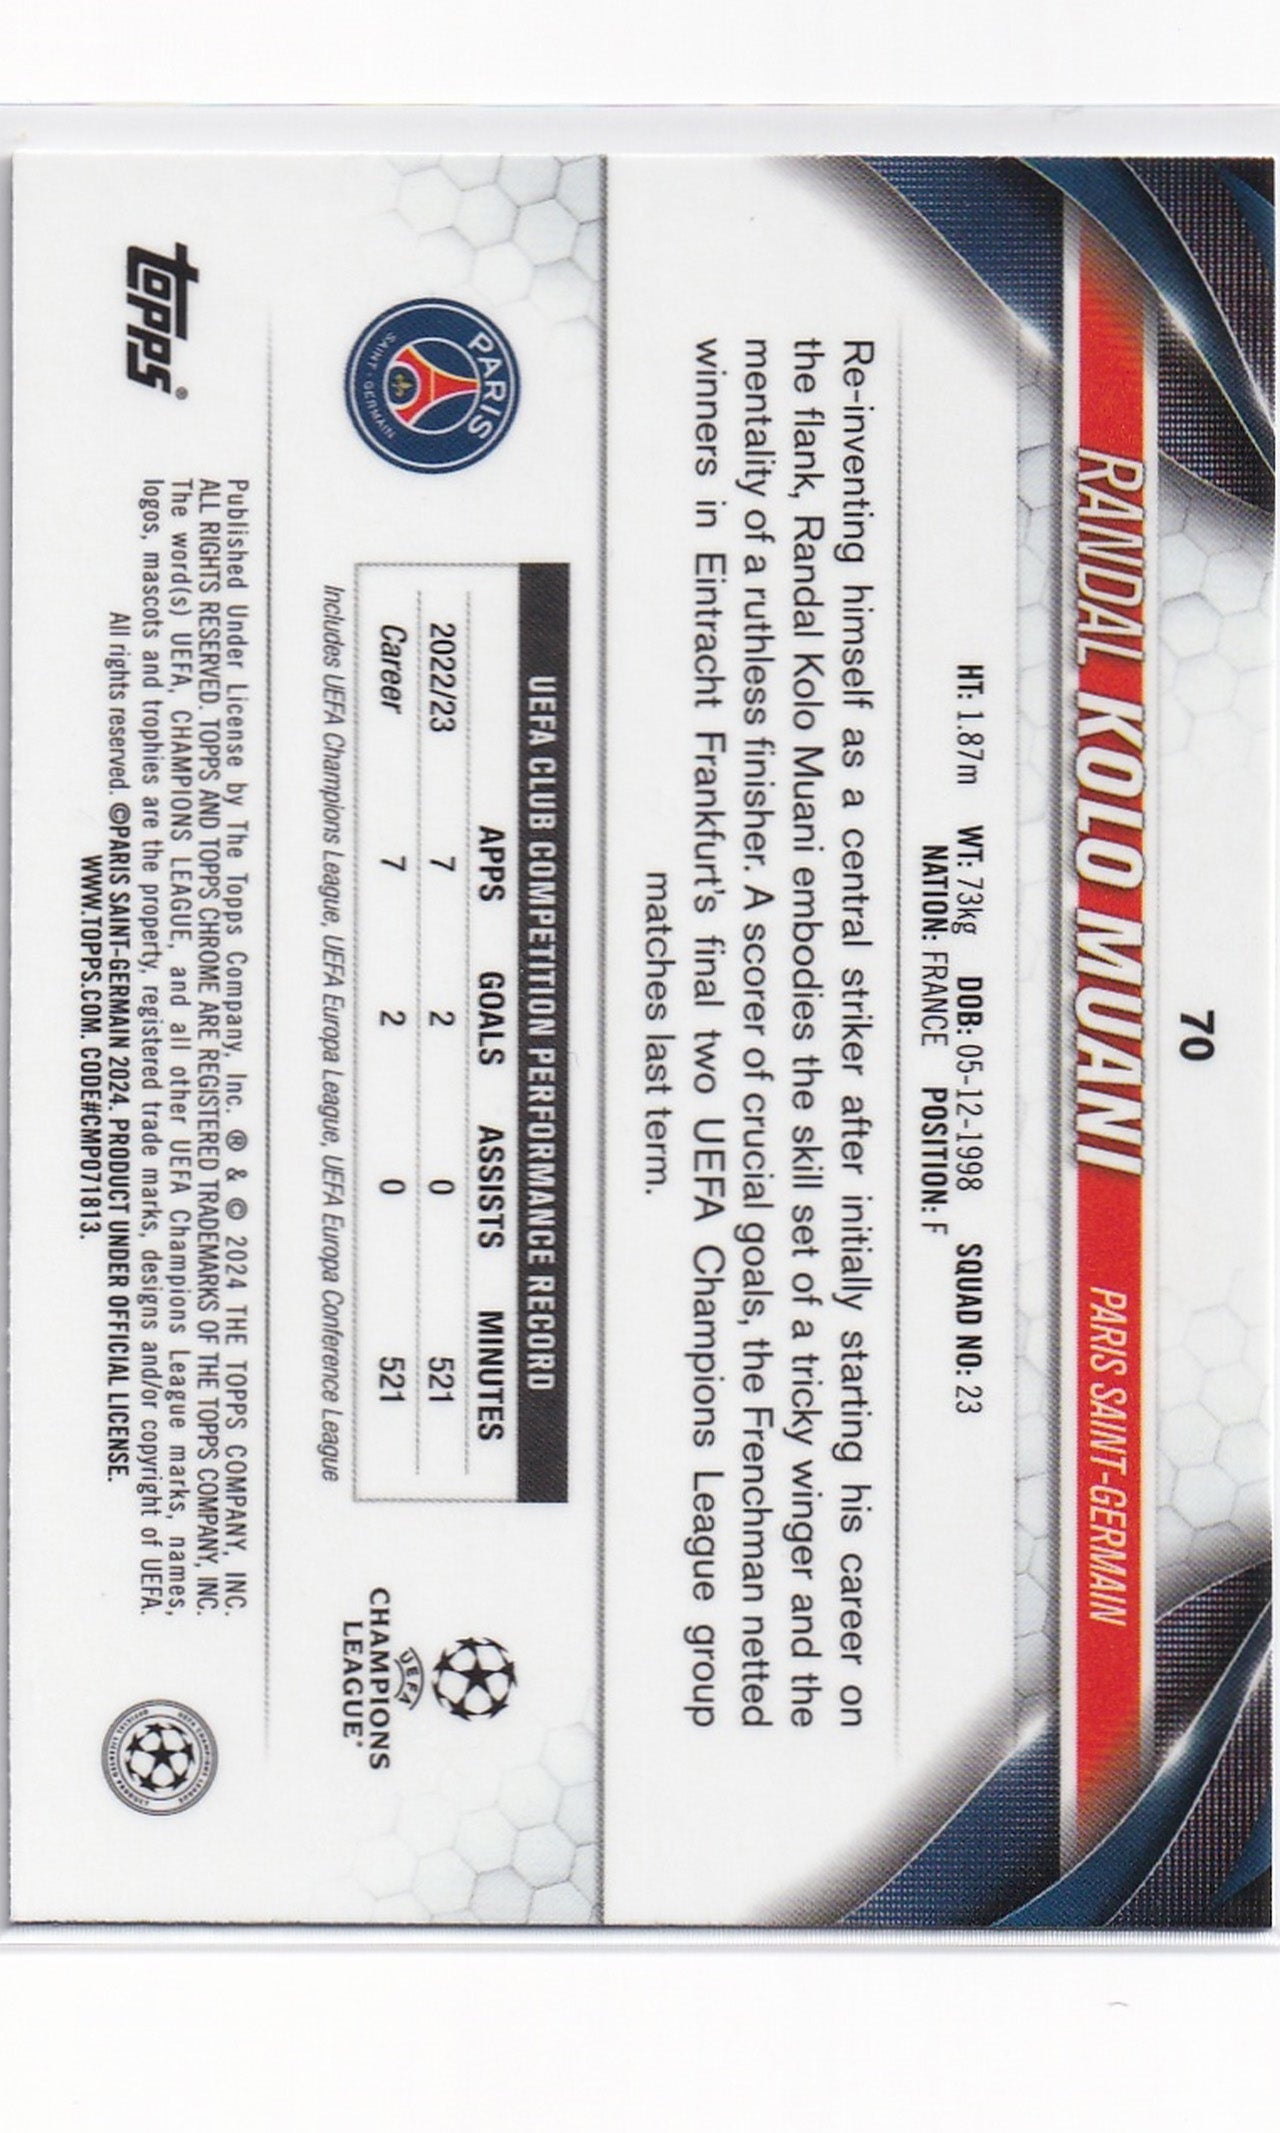 70
RANDAL KOLO MUANI PARIS SAINT-GERMAIN
HT: 1.87m WT: 73kg DOB: 05-12-1998 SQUAD NO: 23
NATION: FRANCE POSITION: F
Re-inventing himself as a central striker after initially starting his career on
the flank, Randal Kolo Muani embodies the skill set of a tricky winger and the
mentality of a ruthless finisher. A scorer of crucial goals, the Frenchman netted
winners in Eintracht Frankfurt's final two UEFA Champions League group
matches last term.
PARIS
SAINT-GERMAIN
UEFA CLUB COMPETITION PERFORMANCE RECORD
APPS GOALS ASSISTS MINUTES
2022/23 7 2 0 521
Career 7 2 0 521
Includes UEFA Champions League, UEFA Europa League, UEFA Europa Conference League
UEFA
CHAMPIONS
LEAGUE®
topps®
Published Under License by The Topps Company, Inc. ® & © 2024 THE TOPPS COMPANY, INC.
ALL RIGHTS RESERVED. TOPPS AND TOPPS CHROME ARE REGISTERED TRADEMARKS OF THE TOPPS COMPANY, INC.
The word(s) UEFA, CHAMPIONS LEAGUE, and all other UEFA Champions League marks, names,
logos, mascots and trophies are the property, registered trade marks, designs and/or copyright of UEFA.
All rights reserved. ©PARIS SAINT-GERMAIN 2024. PRODUCT UNDER OFFICIAL LICENSE.
WWW.TOPPS.COM. CODE#CMP071813.